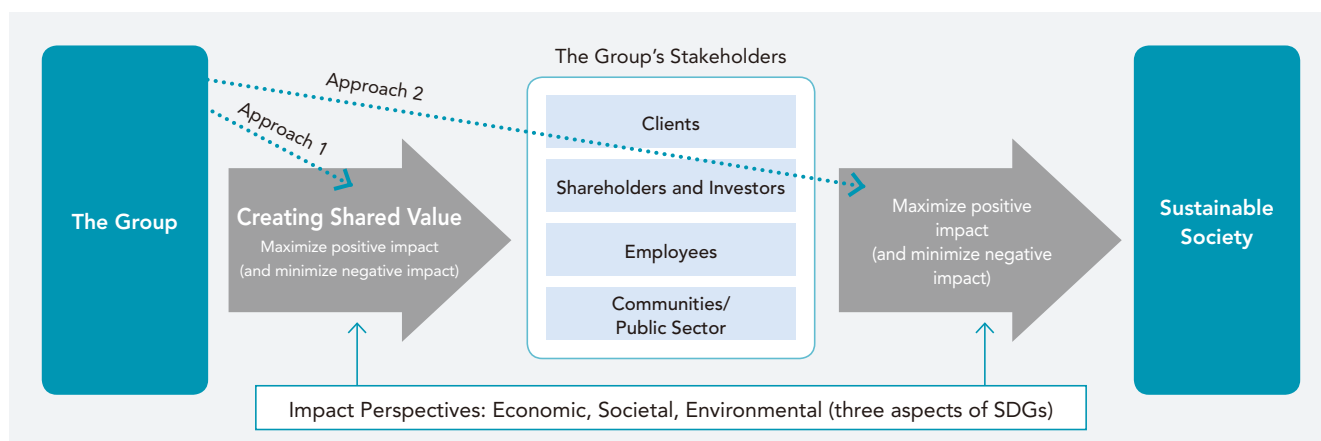 The Group's Stakeholders
Approach 2
Approach 1
The Group
Creating Shared Value
Maximize positive impact
(and minimize negative impact)
Clients
Shareholders and Investors
Employees
Communities/
Public Sector
Maximize positive
impact
(and minimize negative
impact)
Sustainable
Society
Impact Perspectives: Economic, Societal, Environmental (three aspects of SDGs)